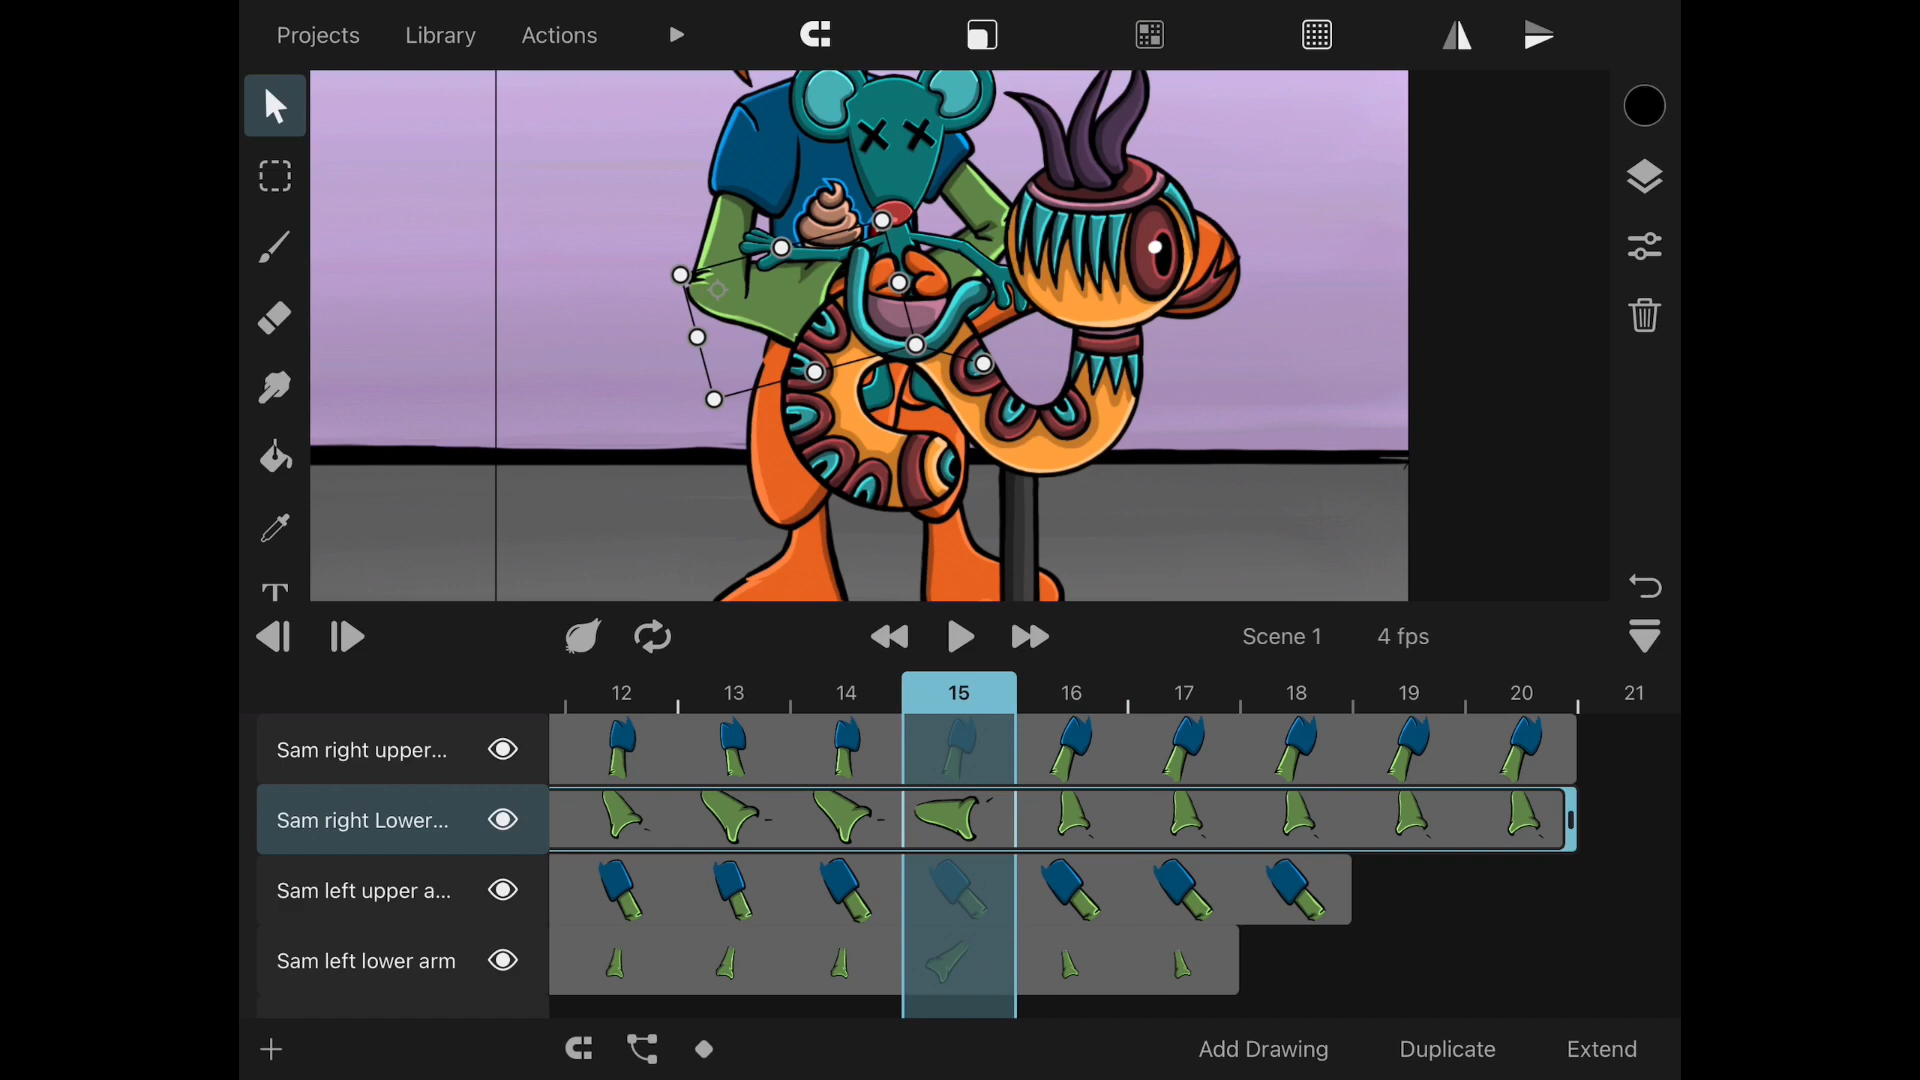 Projects
Library
Actions
T
Scene 1
4 fps
12
13
14
15
16
17
18
19
20
21
Sam right upper...
Sam right Lower...
Sam left upper a...
Sam left lower arm
Add Drawing
Duplicate
Extend